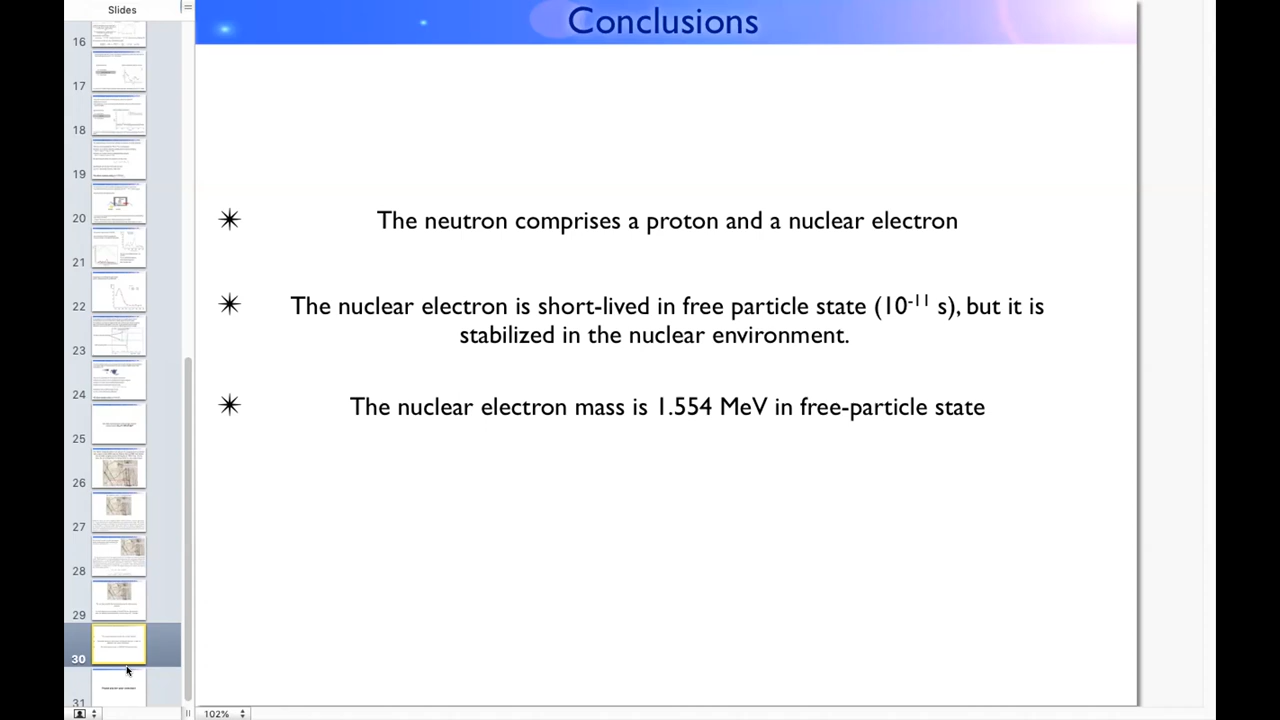 Slides
Conclusions
16
17
18
19
20
21
22
23
24
25
26
27
28
29
30
31
✴ The neutron comprises a proton and a nuclear electron
✴ The nuclear electron is short-lived in free particle state (10⁻¹¹ s), but it is
stabilized in the nuclear environment.
✴ The nuclear electron mass is 1.554 MeV in free-particle state
102%